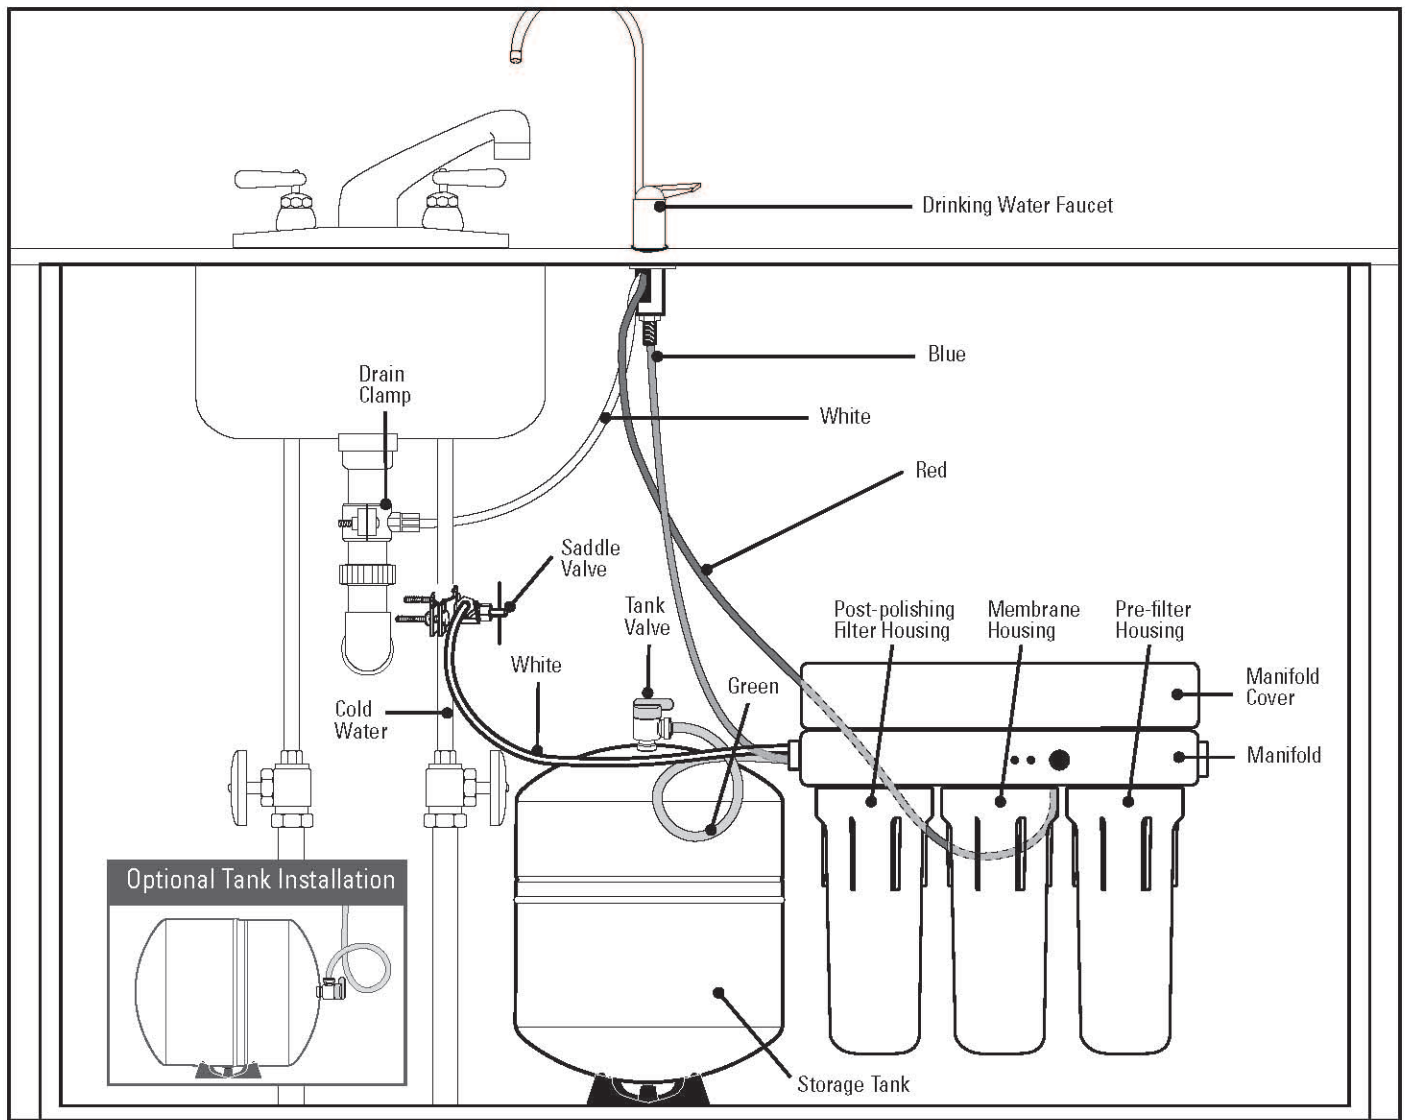 Drinking Water Faucet
Blue
Drain
Clamp
White
Red
Saddle
Valve
Tank
Valve
Post-polishing
Filter Housing
Membrane
Housing
Pre-filter
Housing
White
Green
Manifold
Cover
Cold
Water
Manifold
Optional Tank Installation
Storage Tank